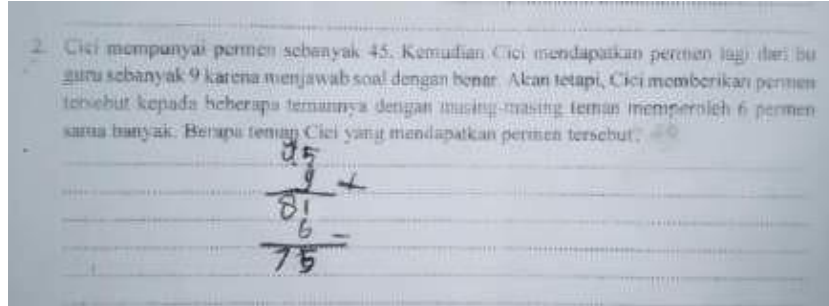 2. Cici mempunyai permen sebanyak 45. Kemudian Cici mendapatkan permen lagi dari bu
guru sebanyak 9 karena menjawab soal dengan benar. Akan tetapi, Cici memberikan permen
tersebut kepada beberapa temannya dengan masing-masing teman memperoleh 6 permen
sama banyak. Berapa teman Cici yang mendapatkan permen tersebut?
45
9 +
81
6 -
75